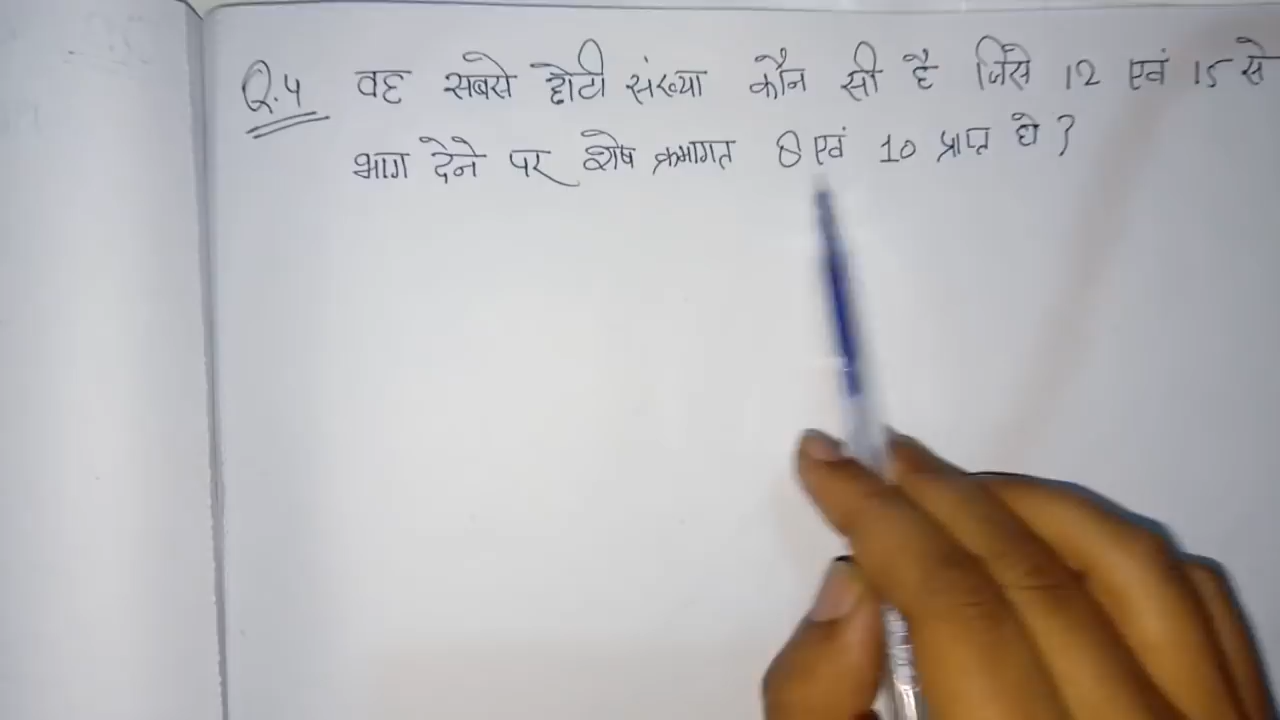 Q.4 वह सबसे छोटी संख्या कौन सी है जिसे 12 एवं 15 से
भाग देने पर शेष क्रमागत 8 एवं 10 प्राप्त हो ?